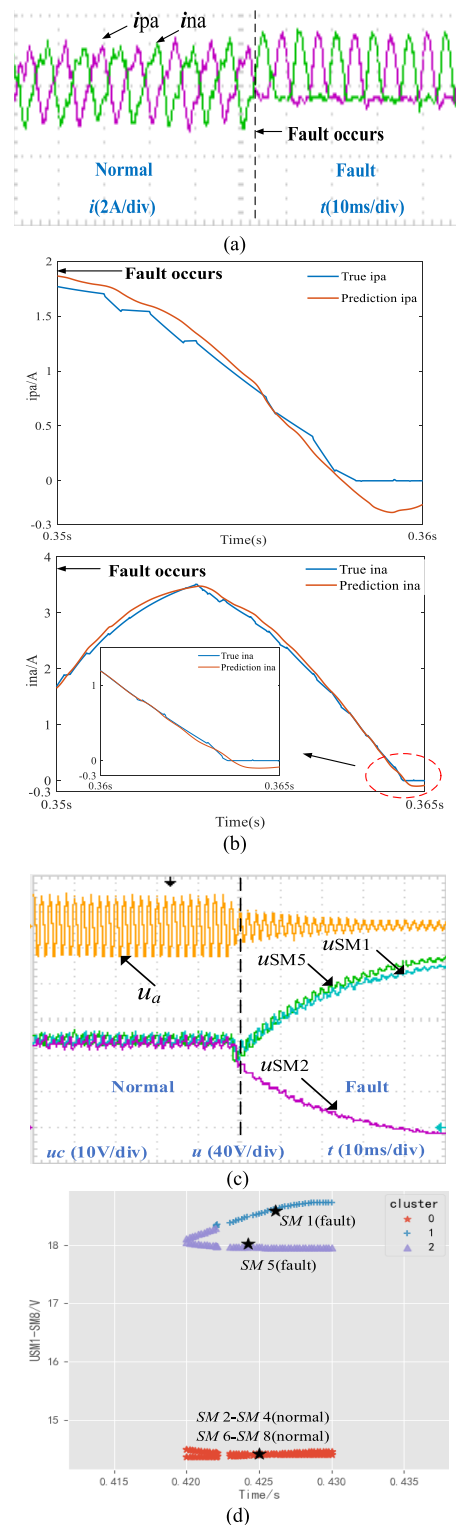 ipa ina
Fault occurs
Normal Fault
i(2A/div) t(10ms/div)
(a)
2
Fault occurs
True ipa
Prediction ipa
1.5
1
ipa/A
0.5
0
-0.3
0.35s 0.36s
Time(s)
4
Fault occurs
True ina
Prediction ina
3
True ina
Prediction ina
2
ina/A
1
1
0
-0.3
0.36s 0.365s
0
-0.3
0.35s 0.365s
Time(s)
(b)
uSM1
uSM5
ua
uSM2
Normal Fault
uc (10V/div) u (40V/div) t (10ms/div)
(c)
cluster
0
1
2
SM 1(fault)
18
SM 5(fault)
17
USM1-SM8/V
16
15
SM 2-SM 4(normal)
SM 6-SM 8(normal)
0.415 0.420 0.425 0.430 0.435
Time/s
(d)